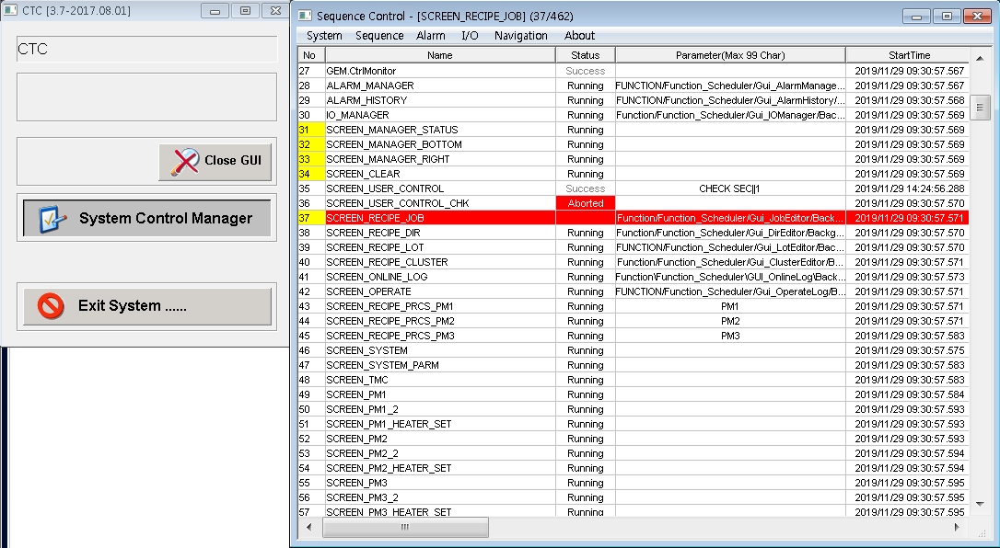 CTC [3.7-2017.08.01]
CTC
Close GUI
System Control Manager
Exit System ......
Sequence Control - [SCREEN_RECIPE_JOB] (37/462)
System Sequence Alarm I/O Navigation About
No Name Status Parameter(Max 99 Char) StartTime
27 GEM.CtrlMonitor Success 2019/11/29 09:30:57.567
28 ALARM_MANAGER Running FUNCTION/Function_Scheduler/Gui_AlarmManage... 2019/11/29 09:30:57.567
29 ALARM_HISTORY Running FUNCTION/Function_Scheduler/Gui_AlarmHistory/... 2019/11/29 09:30:57.568
30 IO_MANAGER Running Function/Function_Scheduler/Gui_IOManager/Bac... 2019/11/29 09:30:57.569
31 SCREEN_MANAGER_STATUS Running 2019/11/29 09:30:57.569
32 SCREEN_MANAGER_BOTTOM Running 2019/11/29 09:30:57.569
33 SCREEN_MANAGER_RIGHT Running 2019/11/29 09:30:57.569
34 SCREEN_CLEAR Running 2019/11/29 09:30:57.569
35 SCREEN_USER_CONTROL Success CHECK SEC||1 2019/11/29 14:24:56.288
36 SCREEN_USER_CONTROL_CHK Aborted 2019/11/29 09:30:57.570
37 SCREEN_RECIPE_JOB Function/Function_Scheduler/Gui_JobEditor/Back... 2019/11/29 09:30:57.571
38 SCREEN_RECIPE_DIR Running Function/Function_Scheduler/Gui_DirEditor/Backg... 2019/11/29 09:30:57.570
39 SCREEN_RECIPE_LOT Running FUNCTION/Function_Scheduler/Gui_LotEditor/Bac... 2019/11/29 09:30:57.570
40 SCREEN_RECIPE_CLUSTER Running Function/Function_Scheduler/Gui_ClusterEditor/B... 2019/11/29 09:30:57.571
41 SCREEN_ONLINE_LOG Running Function\Function_Scheduler\GUI_OnlineLog\Back... 2019/11/29 09:30:57.573
42 SCREEN_OPERATE Running FUNCTION/Function_Scheduler/Gui_OperateLog/B... 2019/11/29 09:30:57.571
43 SCREEN_RECIPE_PRCS_PM1 Running PM1 2019/11/29 09:30:57.571
44 SCREEN_RECIPE_PRCS_PM2 Running PM2 2019/11/29 09:30:57.571
45 SCREEN_RECIPE_PRCS_PM3 Running PM3 2019/11/29 09:30:57.583
46 SCREEN_SYSTEM Running 2019/11/29 09:30:57.575
47 SCREEN_SYSTEM_PARM Running 2019/11/29 09:30:57.583
48 SCREEN_TMC Running 2019/11/29 09:30:57.583
49 SCREEN_PM1 Running 2019/11/29 09:30:57.584
50 SCREEN_PM1_2 Running 2019/11/29 09:30:57.593
51 SCREEN_PM1_HEATER_SET Running 2019/11/29 09:30:57.593
52 SCREEN_PM2 Running 2019/11/29 09:30:57.593
53 SCREEN_PM2_2 Running 2019/11/29 09:30:57.594
54 SCREEN_PM2_HEATER_SET Running 2019/11/29 09:30:57.594
55 SCREEN_PM3 Running 2019/11/29 09:30:57.595
56 SCREEN_PM3_2 Running 2019/11/29 09:30:57.595
57 SCREEN_PM3_HEATER_SET Running 2019/11/29 09:30:57.595